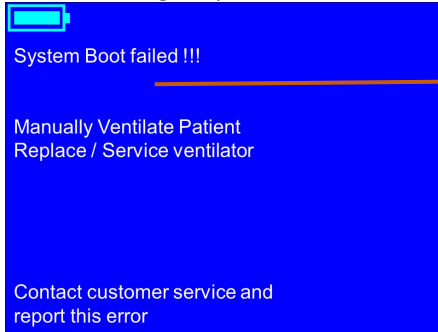 System Boot failed !!!
Manually Ventilate Patient
Replace / Service ventilator
Contact customer service and
report this error